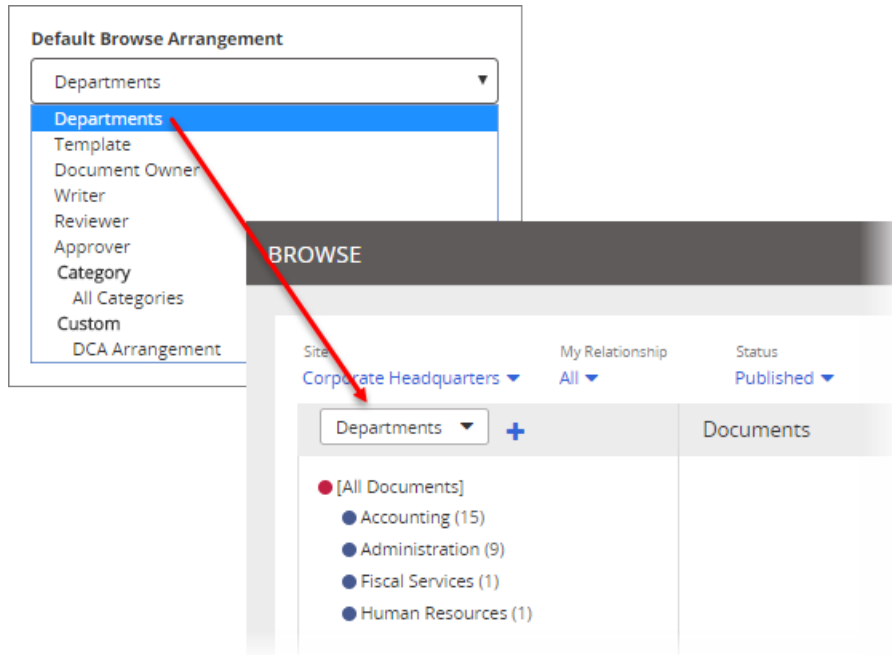 Default Browse Arrangement
Departments
Departments
Template
Document Owner
Writer
Reviewer
Approver
Category
All Categories
Custom
DCA Arrangement
BROWSE
Site My Relationship Status
Corporate Headquarters All Published
Departments + Documents
[All Documents]
Accounting (15)
Administration (9)
Fiscal Services (1)
Human Resources (1)